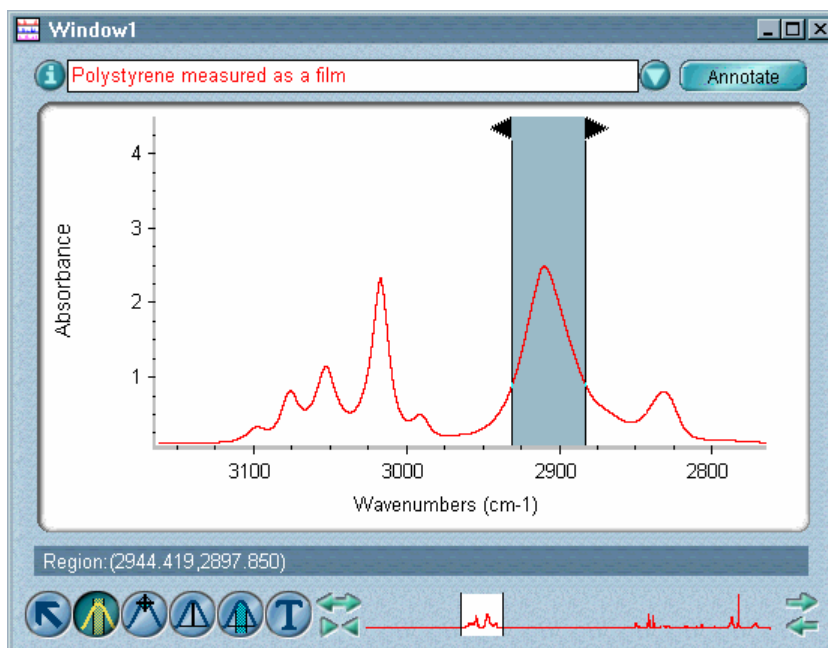 Window1
Polystyrene measured as a film
Annotate
4
3
2
1
Absorbance
3100 3000 2900 2800
Wavenumbers (cm-1)
Region:(2944.419,2897.850)
T